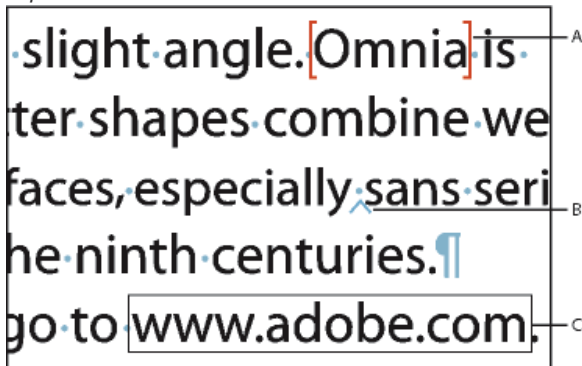 slight angle. [Omnia] is A
tter shapes combine we
faces, especially sans seri
B
he ninth centuries.¶
go to www.adobe.com. C